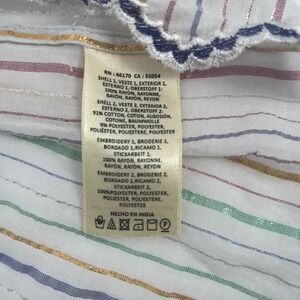 RN : 66170 CA : 51054
SHELL 1, VESTE 1, EXTERIOR 1,
ESTERNO 1, OBERSTOFF 1:
100% RAYON, RAYONNE,
RAYÓN, RAYON, REYON
SHELL 2, VESTE 2, EXTERIOR 2,
ESTERNO 2, OBERSTOFF 2:
91% COTTON, COTON, ALGODÓN,
COTONE, BAUMWOLLE
9% POLYESTER, POLYESTER,
POLIÉSTER, POLIESTERE, POLYESTER
EMBROIDERY 1, BRODERIE 1,
BORDADO 1, RICAMO 1,
STICKARBEIT 1,
100% RAYON, RAYONNE,
RAYÓN, RAYON, REYON
EMBROIDERY 2, BRODERIE 2,
BORDADO 2, RICAMO 2,
STICKARBEIT 2,
100% POLYESTER, POLYESTER,
POLIÉSTER, POLIESTERE, POLYESTER
HECHO EN INDIA